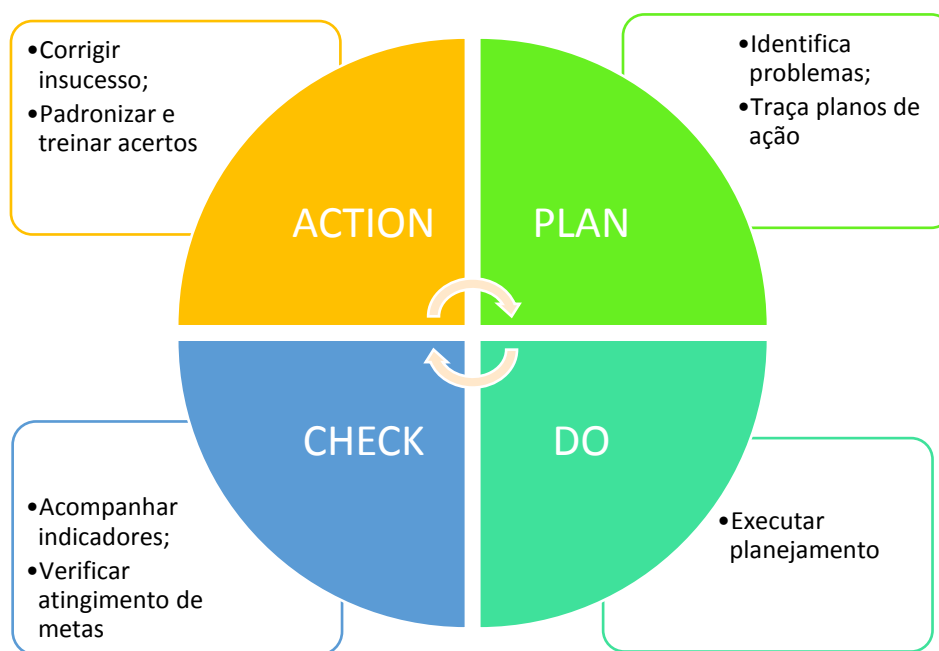 •Corrigir
insucesso;
•Padronizar e
treinar acertos
•Identifica
problemas;
•Traça planos de
ação
ACTION
PLAN
CHECK
DO
•Acompanhar
indicadores;
•Verificar
atingimento de
metas
•Executar
planejamento